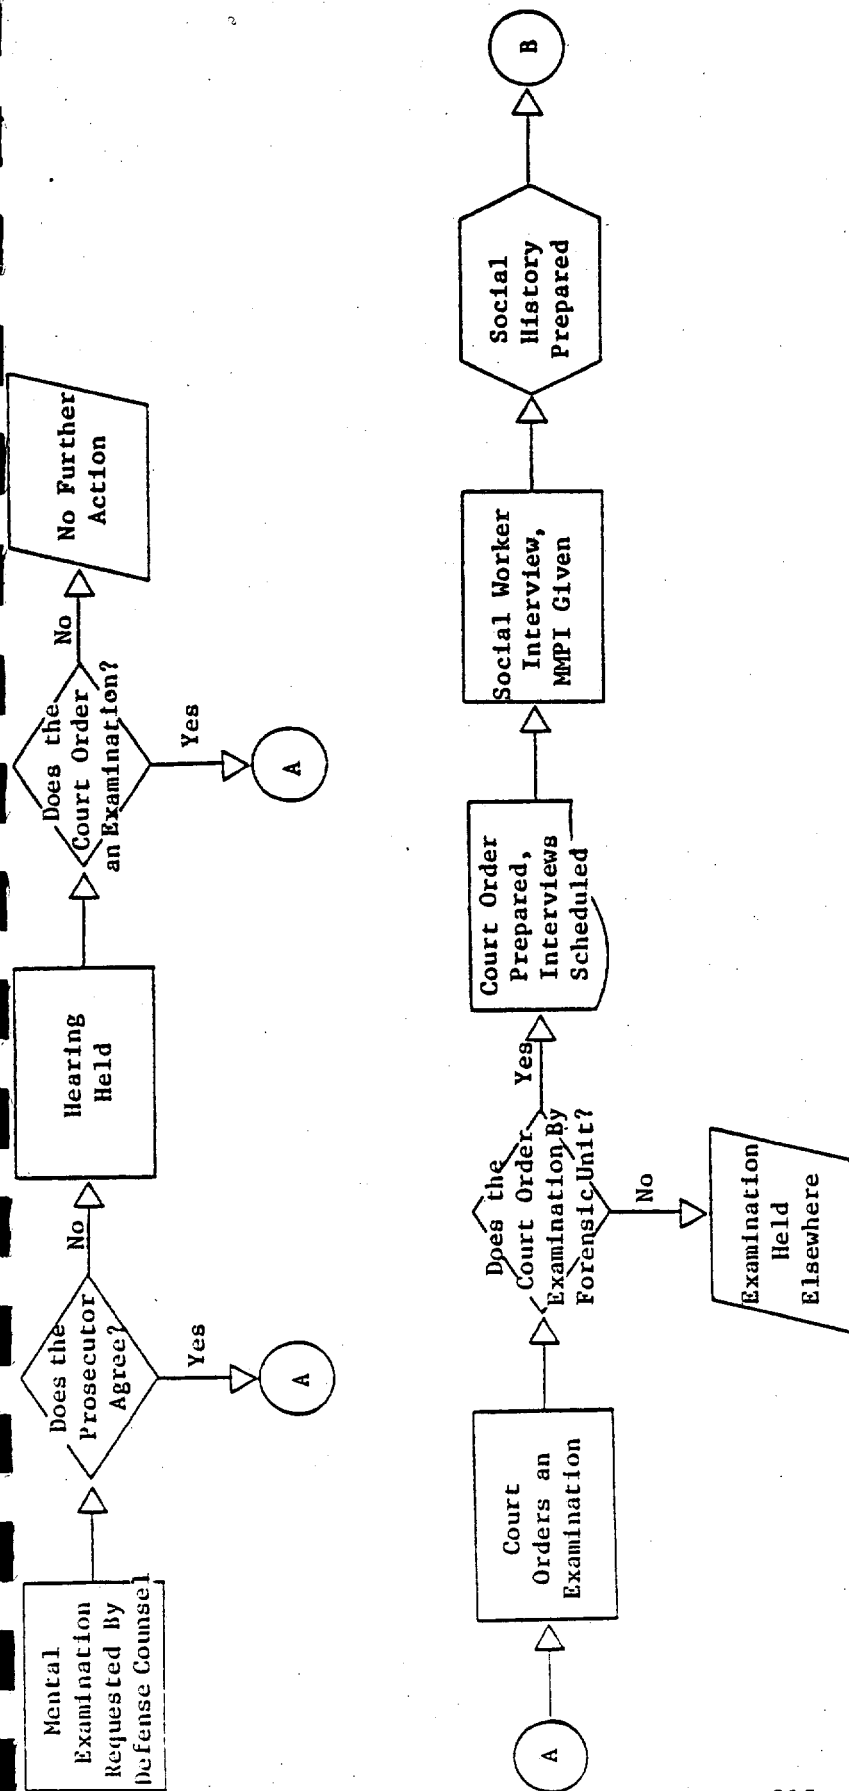 Mental
Examination
Requested By
Defense Counsel
Does the
Prosecutor
Agree?
No
Yes
A
Hearing
Held
Does the
Court Order
an Examination?
No
Yes
A
No Further
Action
A
Court
Orders an
Examination
Does the
Court Order
Examination By
Forensic Unit?
Yes
No
Examination
Held
Elsewhere
Court Order
Prepared,
Interviews
Scheduled
Social Worker
Interview,
MMPI Given
Social
History
Prepared
B